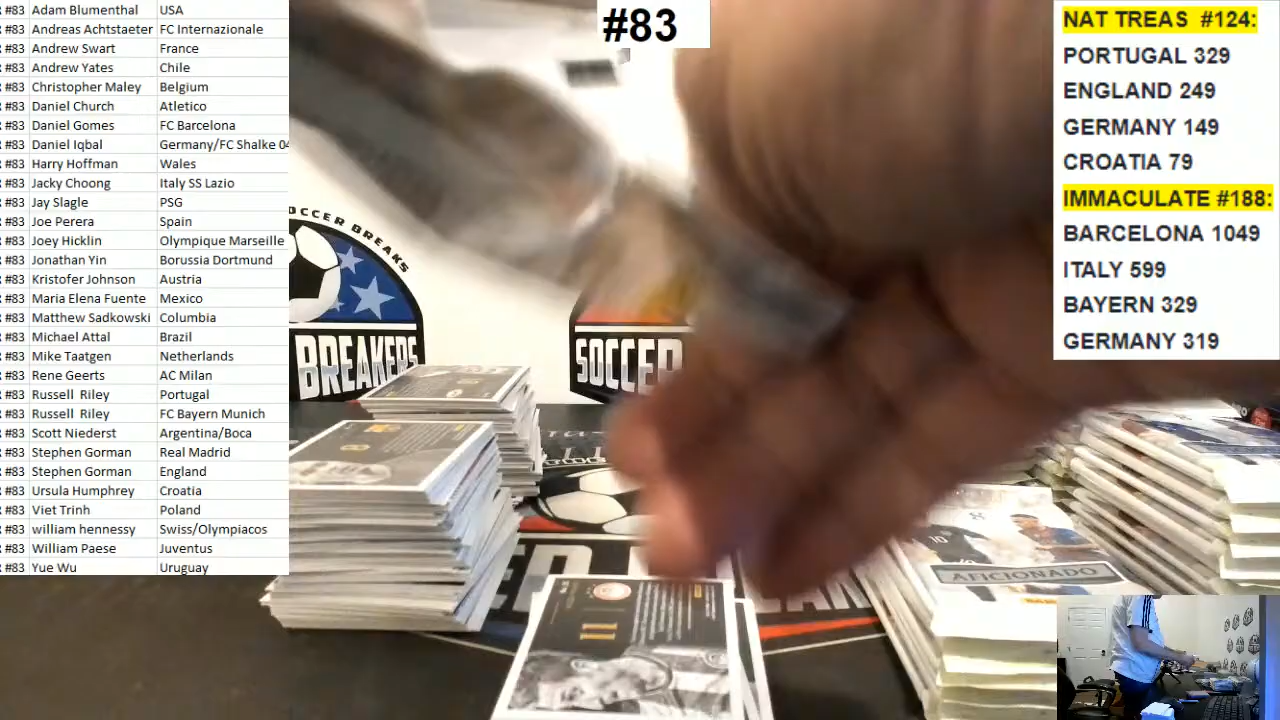 #83 Adam Blumenthal USA
#83 Andreas Achtstaeter FC Internazionale
#83 Andrew Swart France
#83 Andrew Yates Chile
#83 Christopher Maley Belgium
#83 Daniel Church Atletico
#83 Daniel Gomes FC Barcelona
#83 Daniel Iqbal Germany/FC Shalke 04
#83 Harry Hoffman Wales
#83 Jacky Choong Italy SS Lazio
#83 Jay Slagle PSG
#83 Joe Perera Spain
#83 Joey Hicklin Olympique Marseille
#83 Jonathan Yin Borussia Dortmund
#83 Kristofer Johnson Austria
#83 Maria Elena Fuente Mexico
#83 Matthew Sadkowski Columbia
#83 Michael Attal Brazil
#83 Mike Taatgen Netherlands
#83 Rene Geerts AC Milan
#83 Russell Riley Portugal
#83 Russell Riley FC Bayern Munich
#83 Scott Niederst Argentina/Boca
#83 Stephen Gorman Real Madrid
#83 Stephen Gorman England
#83 Ursula Humphrey Croatia
#83 Viet Trinh Poland
#83 william hennessy Swiss/Olympiacos
#83 William Paese Juventus
#83 Yue Wu Uruguay
#83
NAT TREAS #124:
PORTUGAL 329
ENGLAND 249
GERMANY 149
CROATIA 79
IMMACULATE #188:
BARCELONA 1049
ITALY 599
BAYERN 329
GERMANY 319
SOCCER BREAKS
BREAKERS
SOCCER
AFICIONADO
11
10